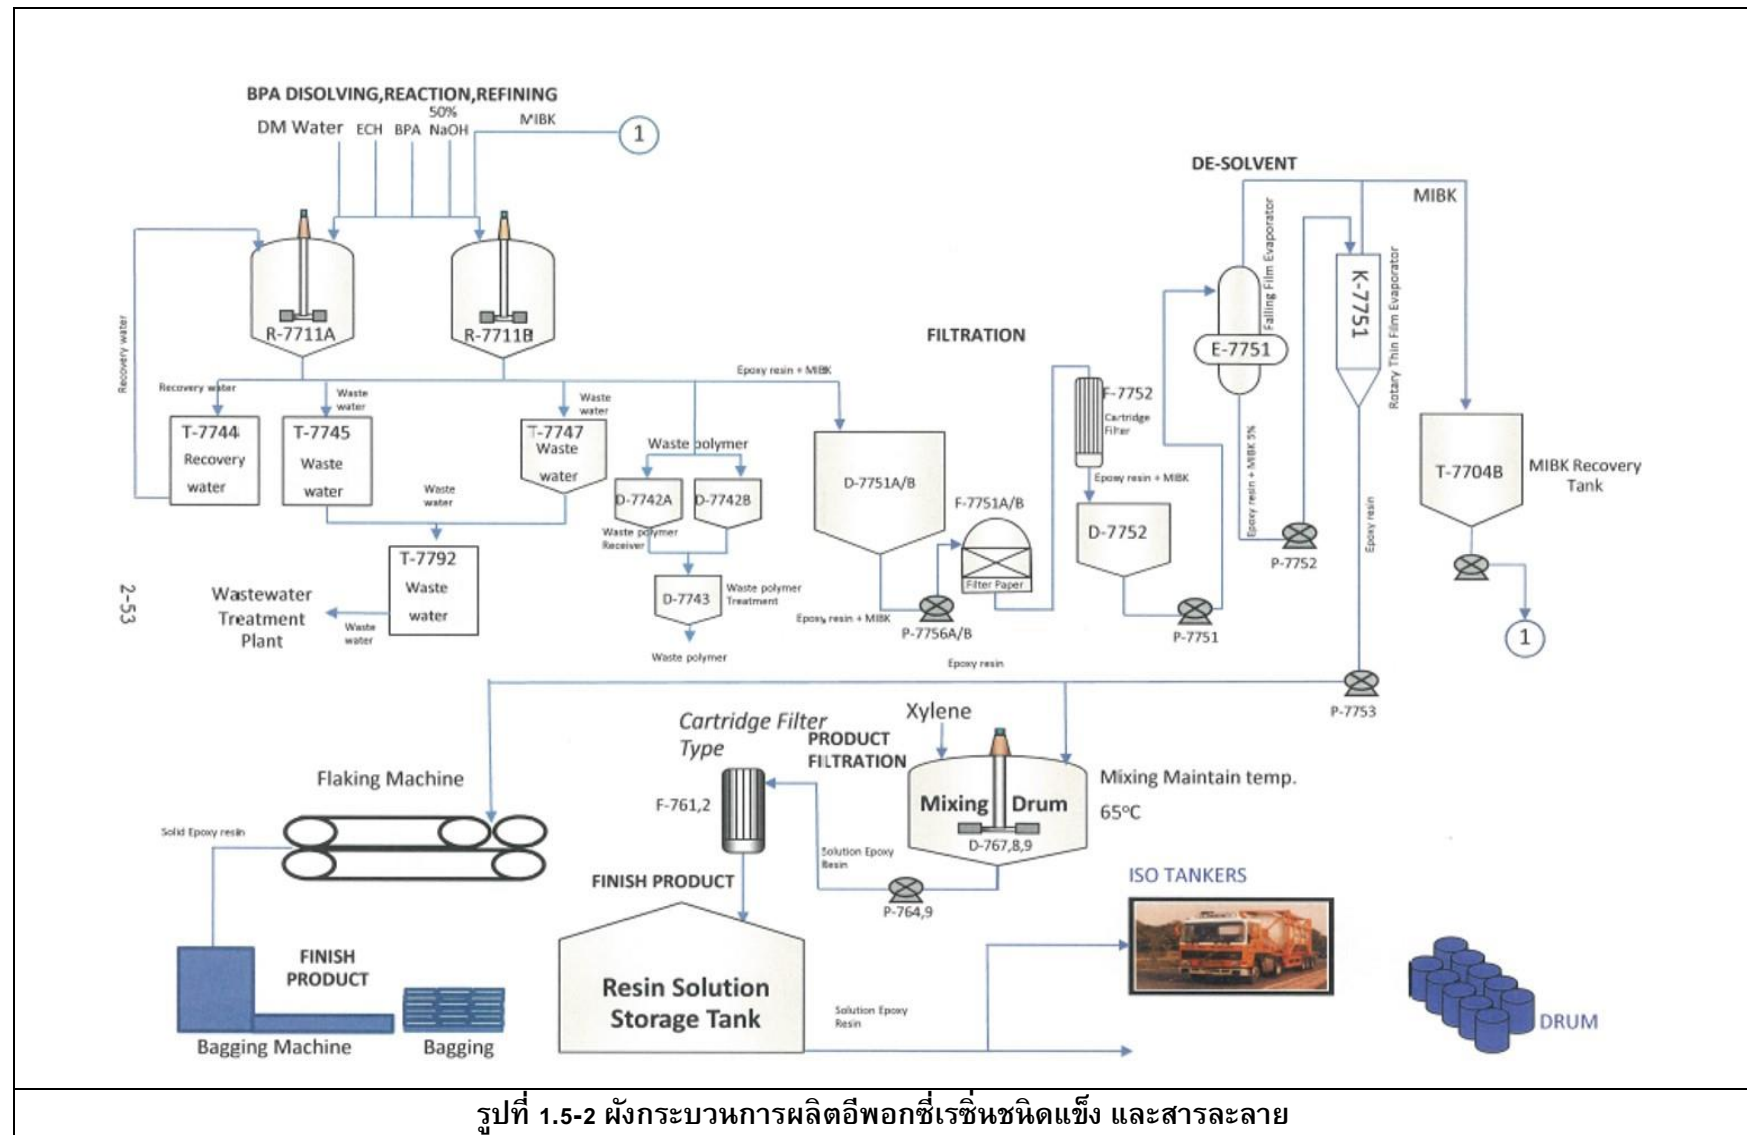 BPA DISOLVING,REACTION,REFINING
DM Water
ECH
BPA
50%
NaOH
MIBK
1
DE-SOLVENT
MIBK
R-7711A
R-7711B
Recovery water
Recovery water
Waste
water
Waste
water
Epoxy resin + MIBK
FILTRATION
F-7752
Cartridge
Filter
Falling Film Evaporator
E-7751
K-7751
Rotary Thin Film Evaporator
T-7744
Recovery
water
T-7745
Waste
water
T-7747
Waste
water
Waste polymer
D-7742A
D-7742B
Waste polymer
Receiver
D-7751A/B
F-7751A/B
Filter Paper
Epoxy resin + MIBK
D-7752
Epoxy resin + MIBK 5%
P-7752
Epoxy resin
T-7704B
MIBK Recovery
Tank
1
Waste
water
T-7792
Waste
water
Wastewater
Treatment
Plant
Waste
water
D-7743
Waste polymer
Treatment
Waste polymer
Epoxy resin + MIBK
P-7756A/B
P-7751
2-53
Epoxy resin
P-7753
Cartridge Filter
Type
PRODUCT
FILTRATION
Xylene
Mixing Drum
D-767,8,9
Mixing Maintain temp.
65°C
Flaking Machine
F-761,2
Solid Epoxy resin
Solution Epoxy
Resin
P-764,9
FINISH PRODUCT
ISO TANKERS
FINISH
PRODUCT
Resin Solution
Storage Tank
Solution Epoxy
Resin
DRUM
Bagging Machine
Bagging
รูปที่ 1.5-2 ผังกระบวนการผลิตอีพอกซี่เรซิ่นชนิดแข็ง และสารละลาย